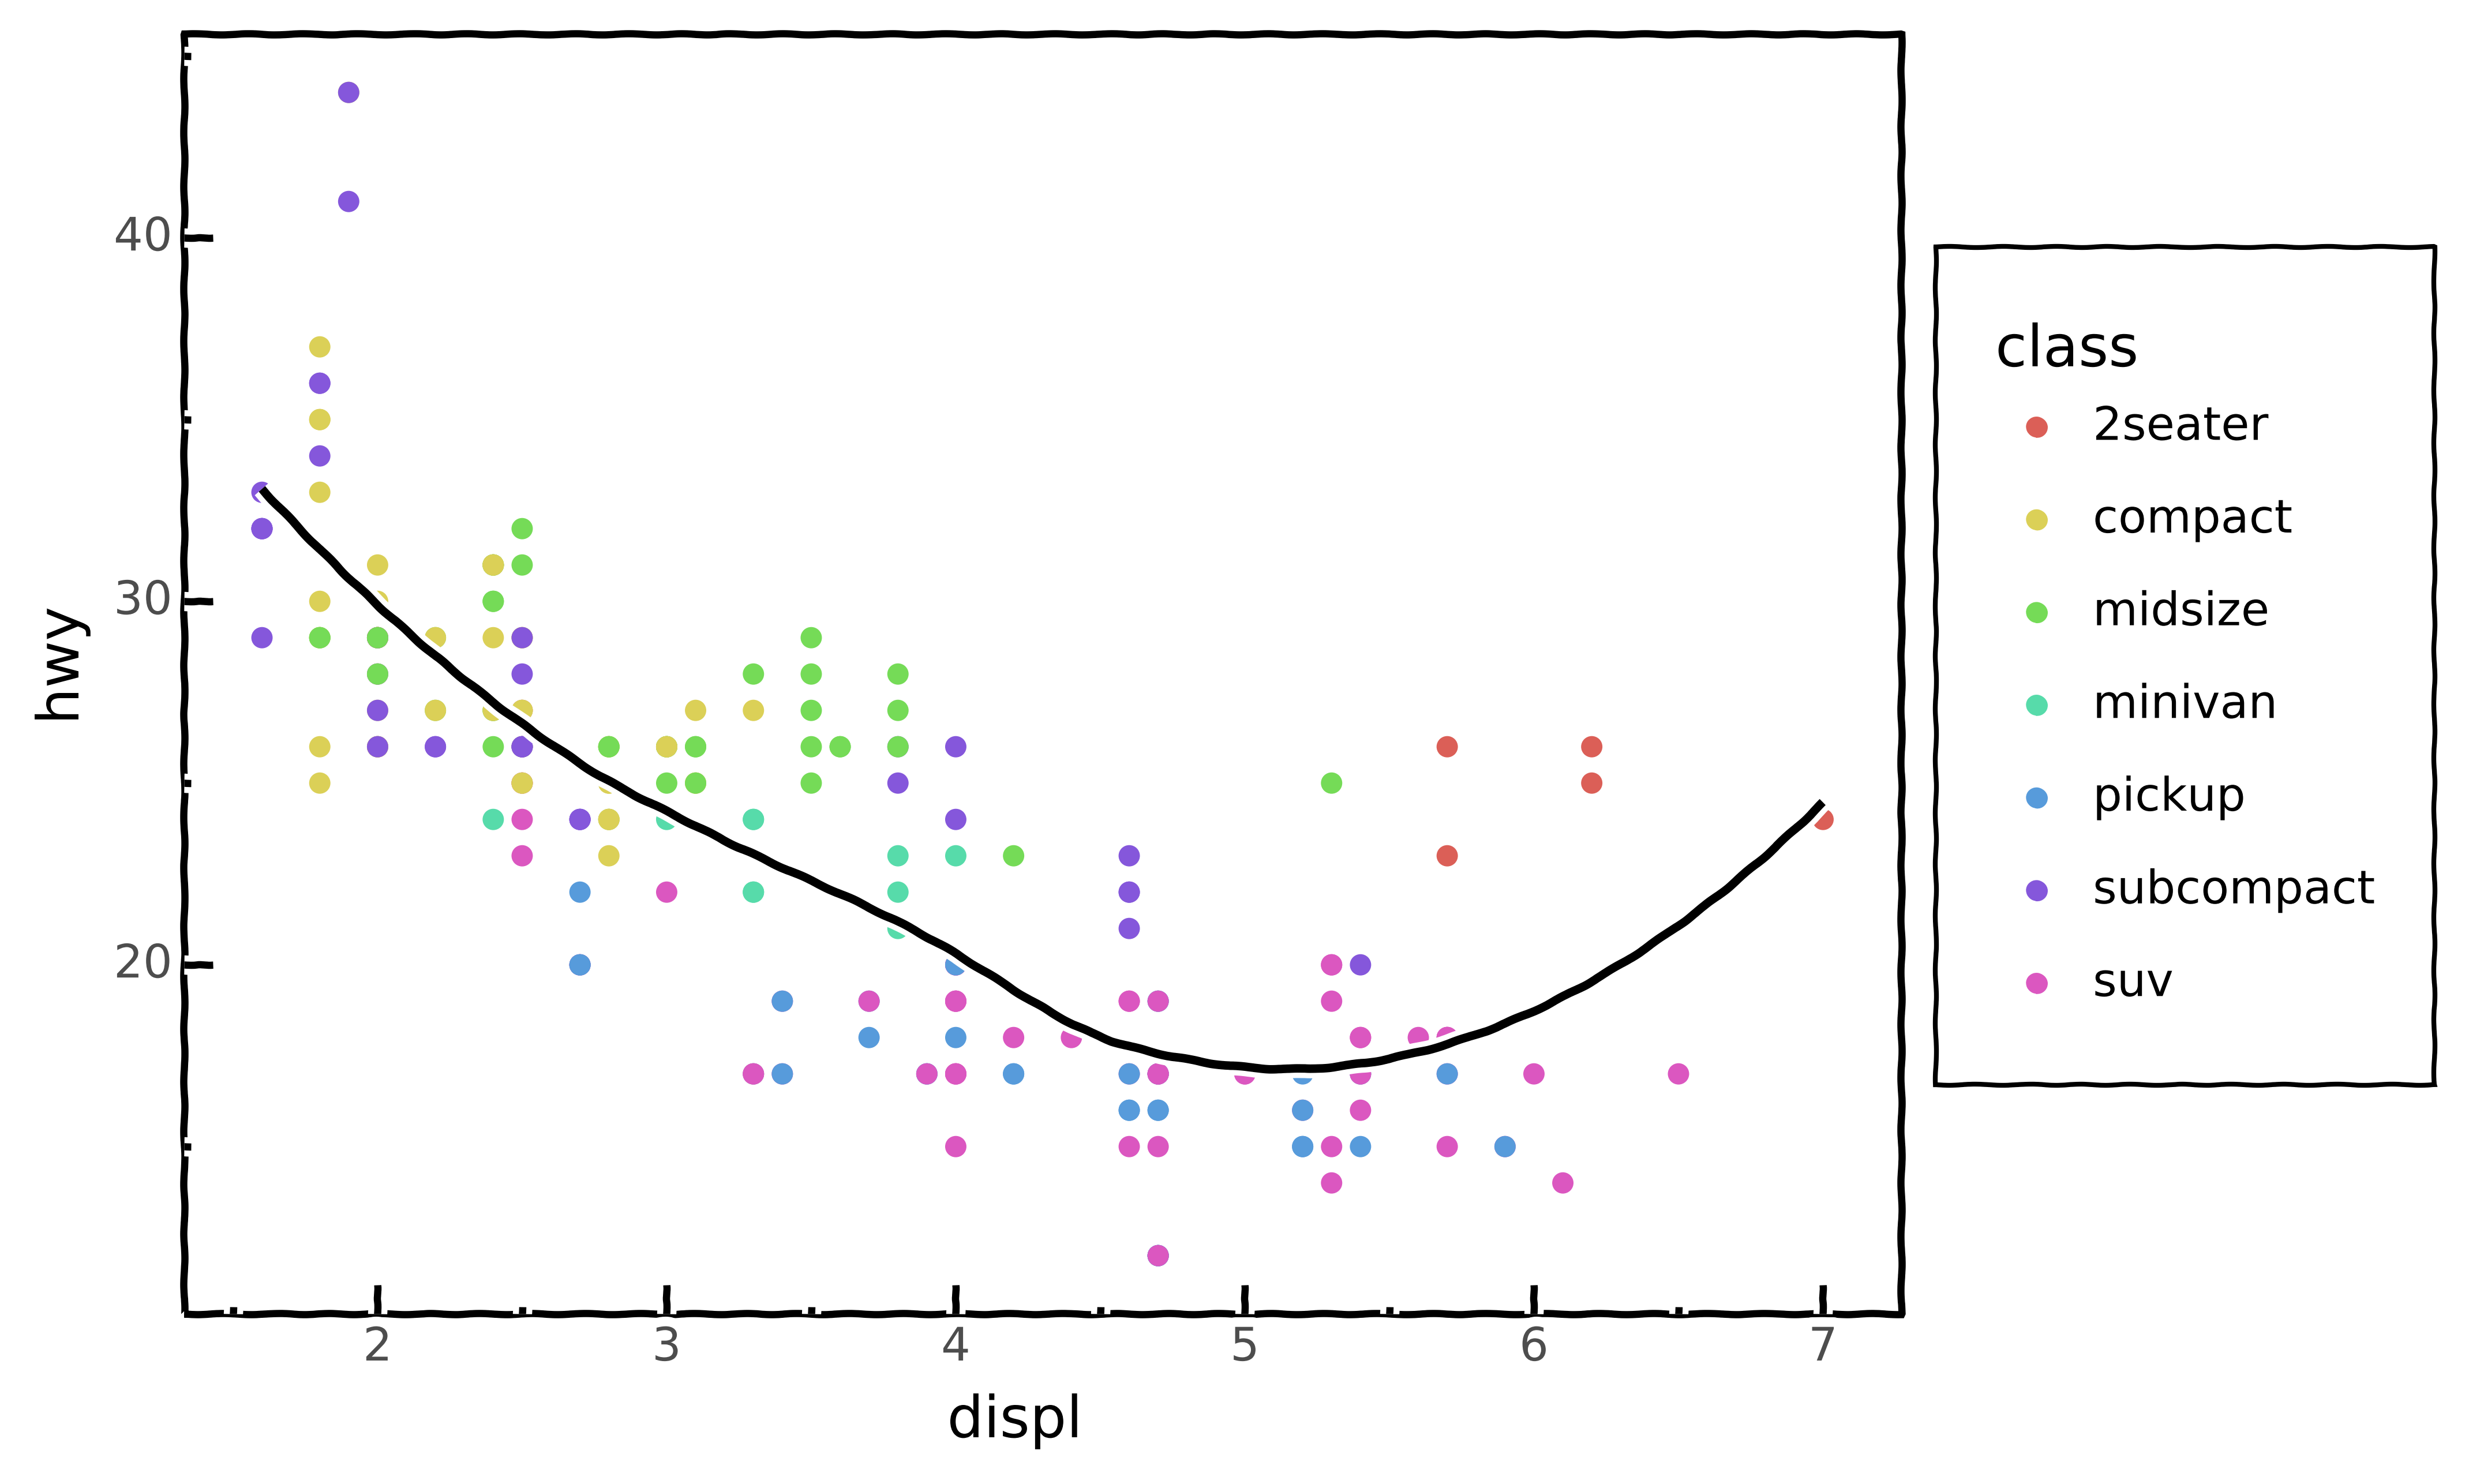 hwy
40
30
20
2 3 4 5 6 7
displ
class
2seater
compact
midsize
minivan
pickup
subcompact
suv